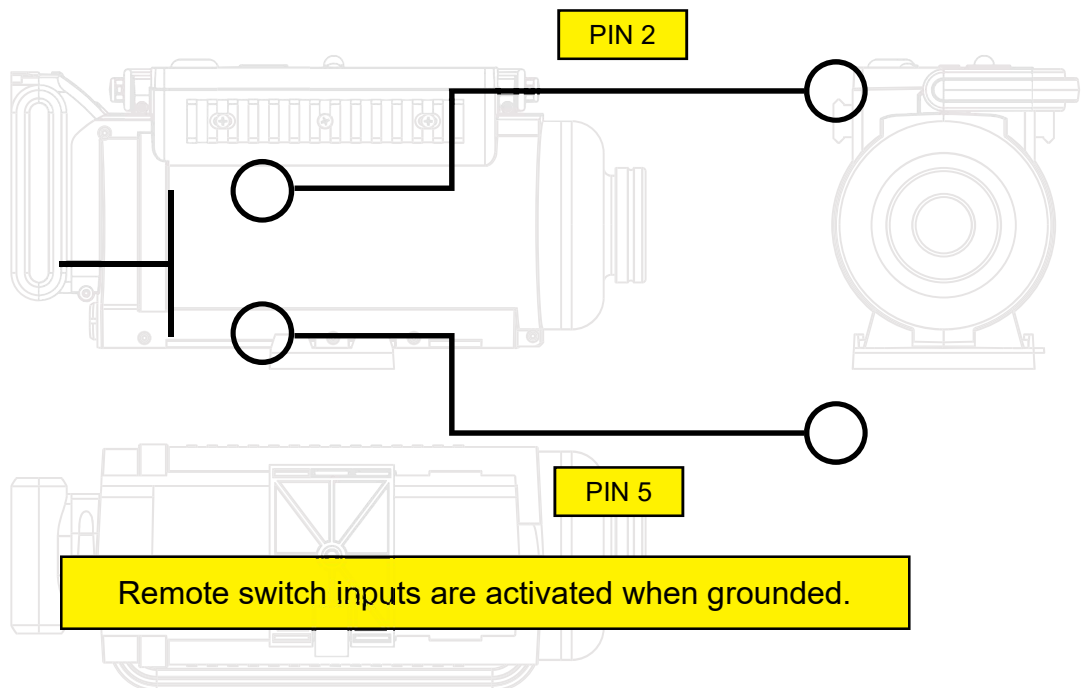 PIN 2
PIN 5
Remote switch inputs are activated when grounded.